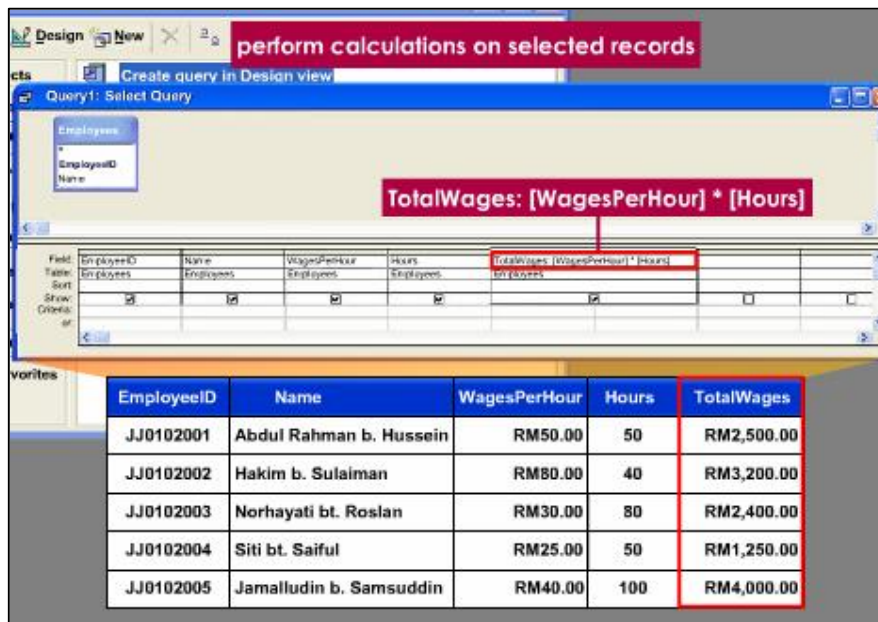 Design New
perform calculations on selected records
cts
Create query in Design view
Query1: Select Query
Employees
*
EmployeeID
Name
TotalWages: [WagesPerHour] * [Hours]
Field: EmployeeID Name WagesPerHour Hours TotalWages: [WagesPerHour] * [Hours]
Table: Employees Employees Employees Employees Employees
Sort:
Show:
Criteria:
or:
vorites
EmployeeID Name WagesPerHour Hours TotalWages
JJ0102001 Abdul Rahman b. Hussein RM50.00 50 RM2,500.00
JJ0102002 Hakim b. Sulaiman RM80.00 40 RM3,200.00
JJ0102003 Norhayati bt. Roslan RM30.00 80 RM2,400.00
JJ0102004 Siti bt. Saiful RM25.00 50 RM1,250.00
JJ0102005 Jamalludin b. Samsuddin RM40.00 100 RM4,000.00